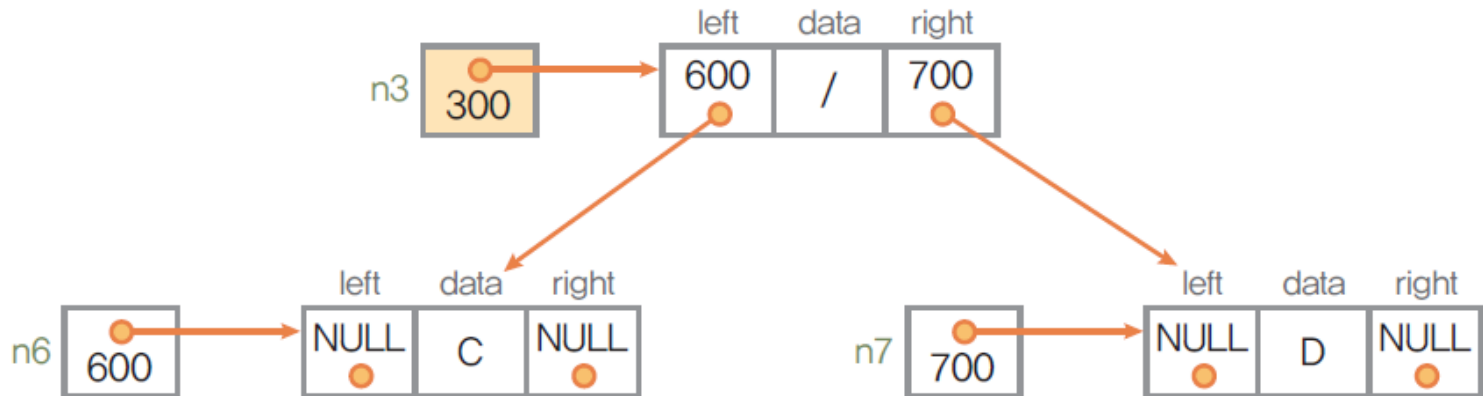 left data right
n3 300 600 / 700
left data right left data right
n6 600 NULL C NULL n7 700 NULL D NULL